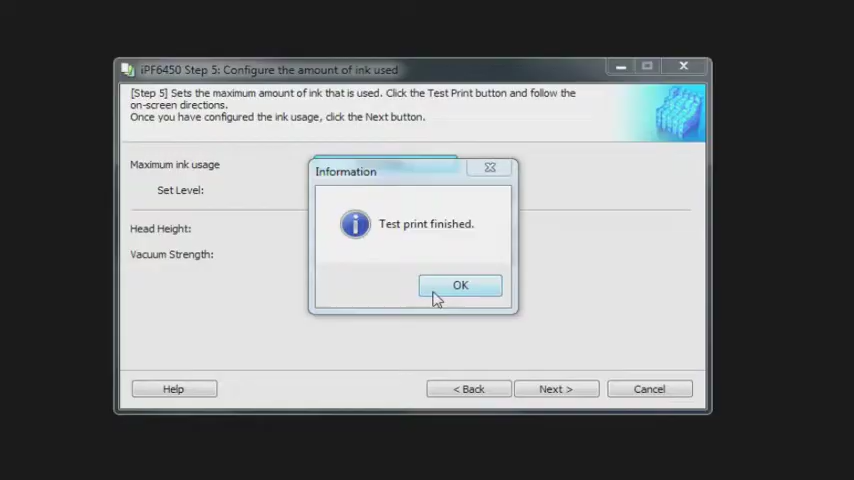 iPF6450 Step 5: Configure the amount of ink used
[Step 5] Sets the maximum amount of ink that is used. Click the Test Print button and follow the
on-screen directions.
Once you have configured the ink usage, click the Next button.
Maximum ink usage
Set Level:
Head Height:
Vacuum Strength:
Information
Test print finished.
OK
Help
< Back
Next >
Cancel